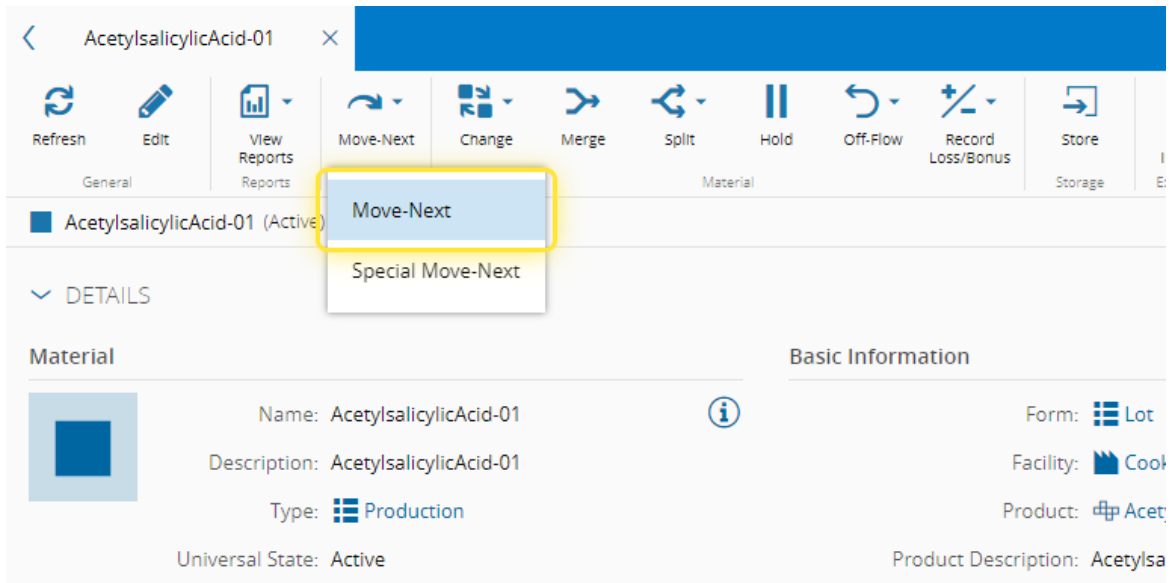 AcetylsalicylicAcid-01
Refresh Edit View Reports Move-Next Change Merge Split Hold Off-Flow Record Loss/Bonus Store
General Reports Material Storage
AcetylsalicylicAcid-01 (Active)
Move-Next
Special Move-Next
DETAILS
Material
Basic Information
Name: AcetylsalicylicAcid-01
Form: Lot
Description: AcetylsalicylicAcid-01
Facility: Cook
Type: Production
Product: Acety
Universal State: Active
Product Description: Acetylsa